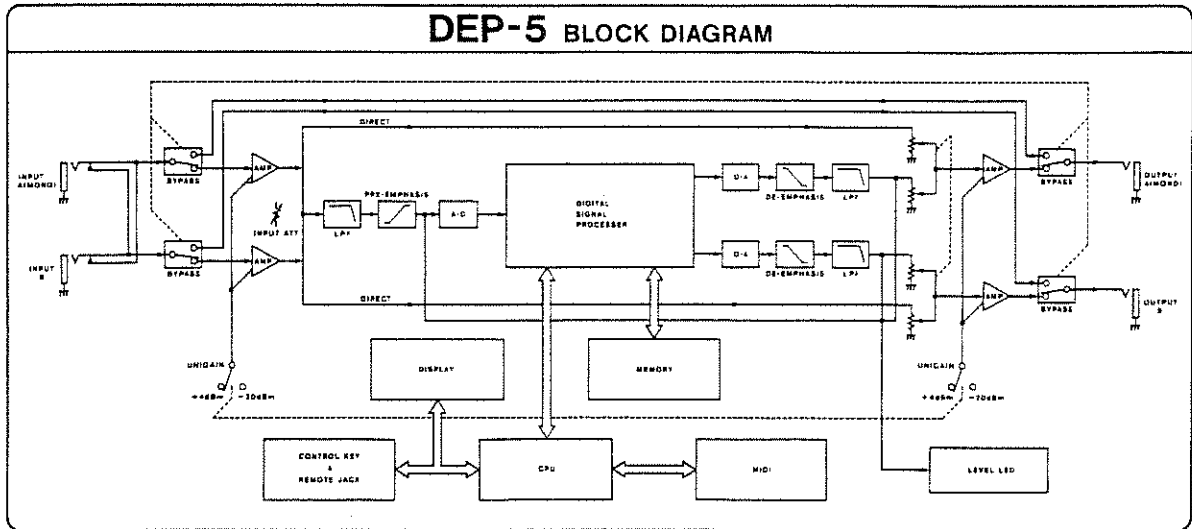 DEP-5 BLOCK DIAGRAM
DIRECT
INPUT
A(MONO)
BYPASS
AMP
PRE-EMPHASIS
INPUT ATT
LPF
A-D
DIGITAL
SIGNAL
PROCESSER
D-A
DE-EMPHASIS
LPF
AMP
BYPASS
OUTPUT
A(MONO)
INPUT
B
BYPASS
AMP
D-A
DE-EMPHASIS
LPF
DIRECT
AMP
BYPASS
OUTPUT
B
UNIGAIN
+4dBm
-20dBm
DISPLAY
MEMORY
UNIGAIN
+4dBm
-20dBm
CONTROL KEY
&
REMOTE JACK
CPU
MIDI
LEVEL LED